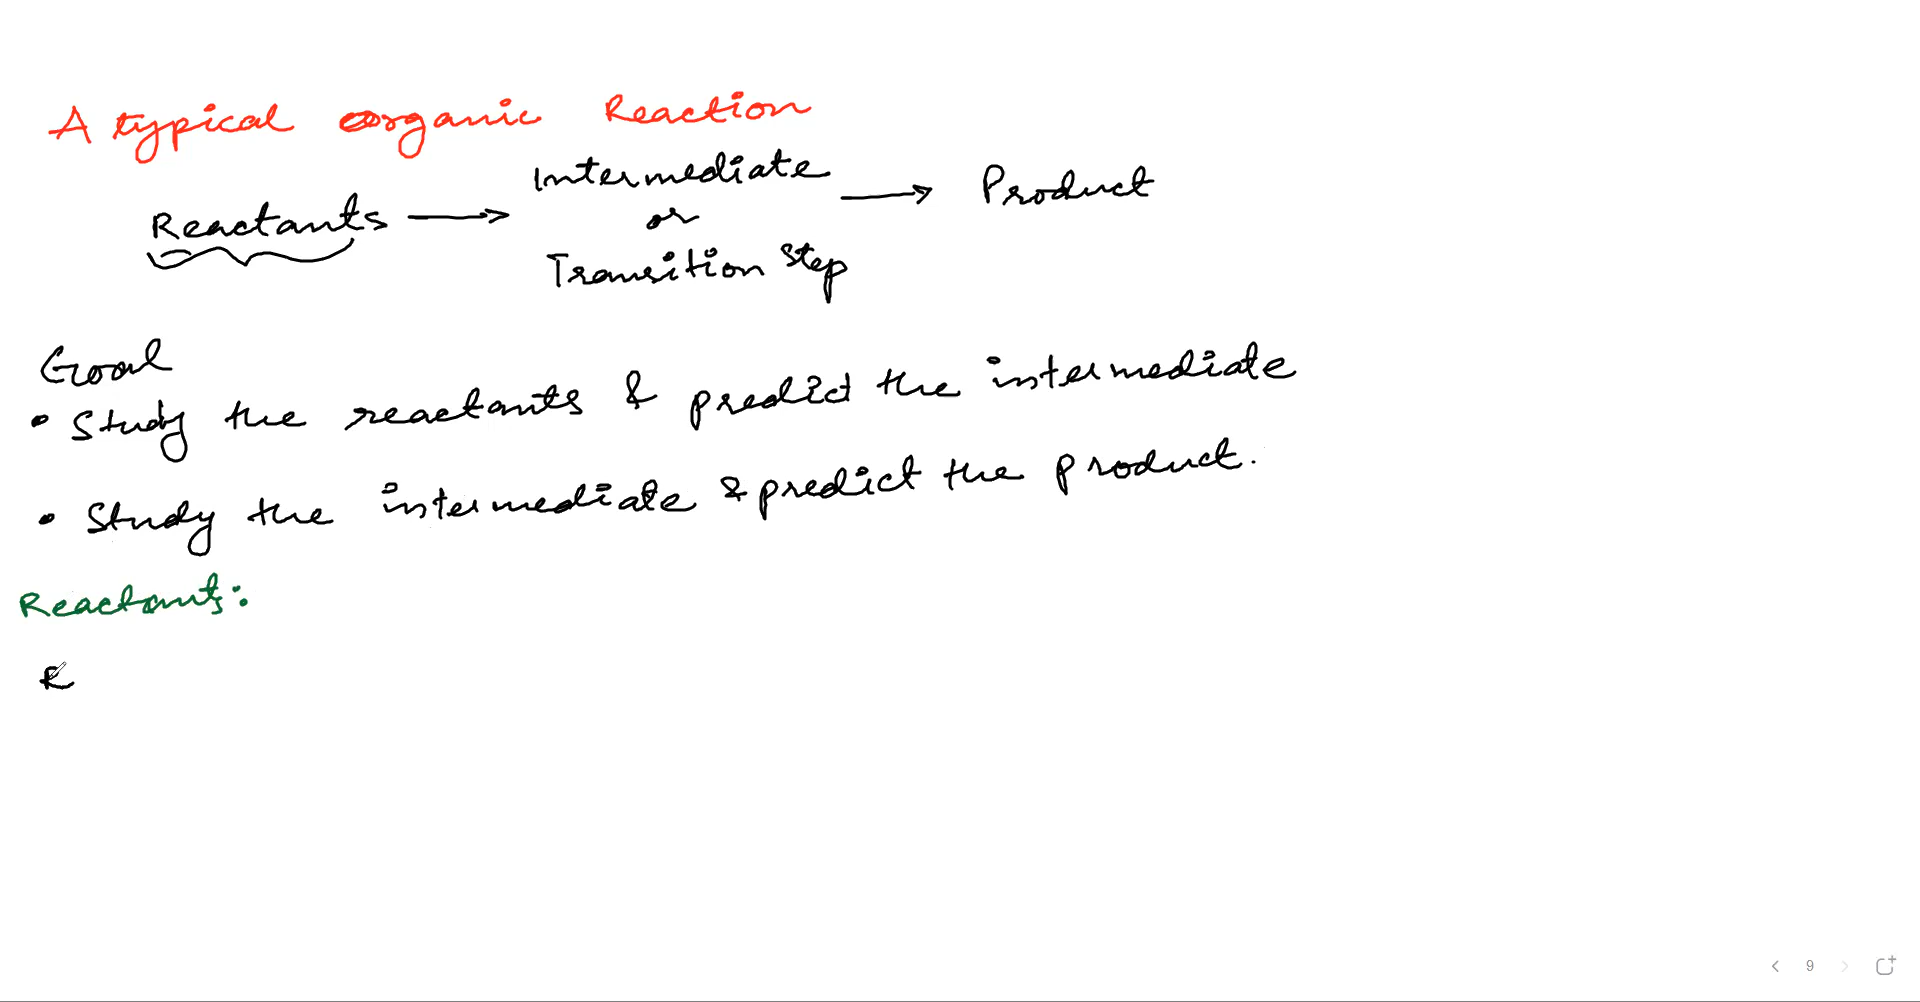 A typical organic Reaction
Reactants → Intermediate or Transition Step → Product
Goal
• Study the reactants & predict the intermediate
• Study the intermediate & predict the product.
Reactants:
R
9